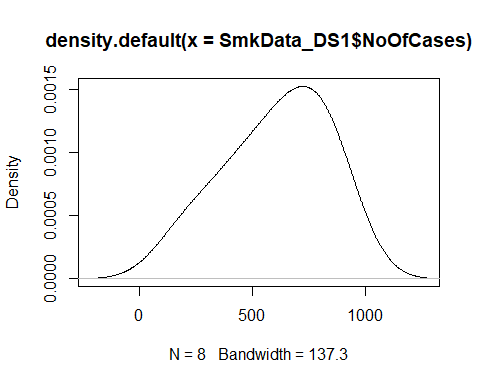 density.default(x = SmkData_DS1$NoOfCases)
Density
0.0015
0.0010
0.0005
0.0000
0 500 1000
N = 8 Bandwidth = 137.3